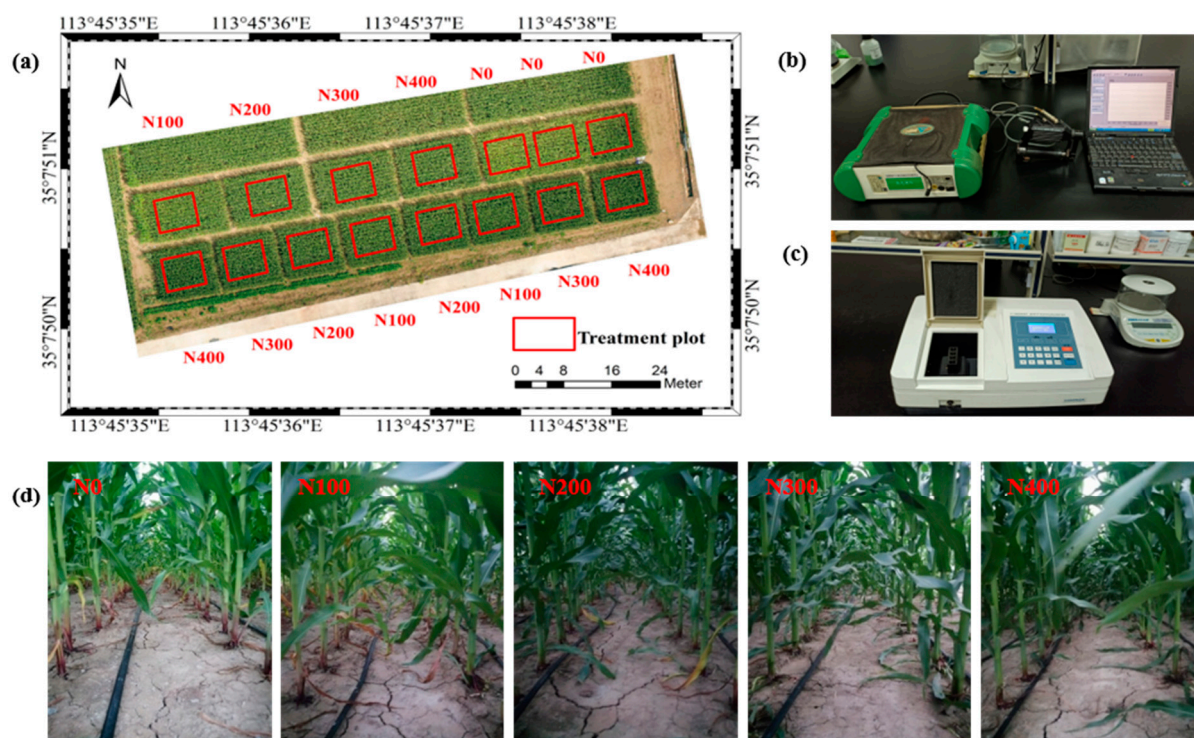 113°45'35"E 113°45'36"E 113°45'37"E 113°45'38"E
(a)
N
N100 N200 N300 N400 N0 N0 N0
35°7'51"N 35°7'51"N
35°7'50"N 35°7'50"N
N400 N300 N200 N100 N200 N100 N300 N400
Treatment plot
0 4 8 16 24
Meter
113°45'35"E 113°45'36"E 113°45'37"E 113°45'38"E
(b)
(c)
(d)
N0 N100 N200 N300 N400